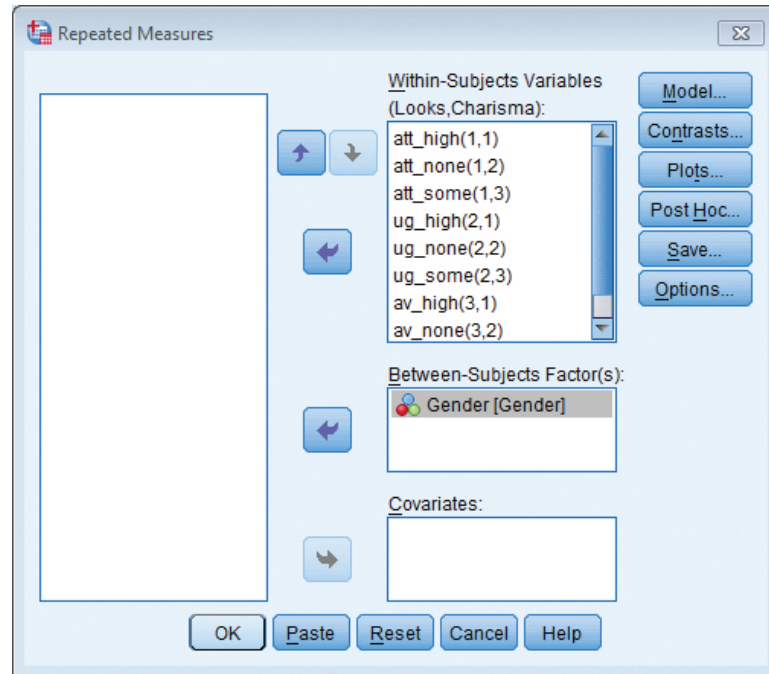 Repeated Measures
Within-Subjects Variables
(Looks,Charisma):
att_high(1,1)
att_none(1,2)
att_some(1,3)
ug_high(2,1)
ug_none(2,2)
ug_some(2,3)
av_high(3,1)
av_none(3,2)
Model...
Contrasts...
Plots...
Post Hoc...
Save...
Options...
Between-Subjects Factor(s):
Gender [Gender]
Covariates:
OK Paste Reset Cancel Help